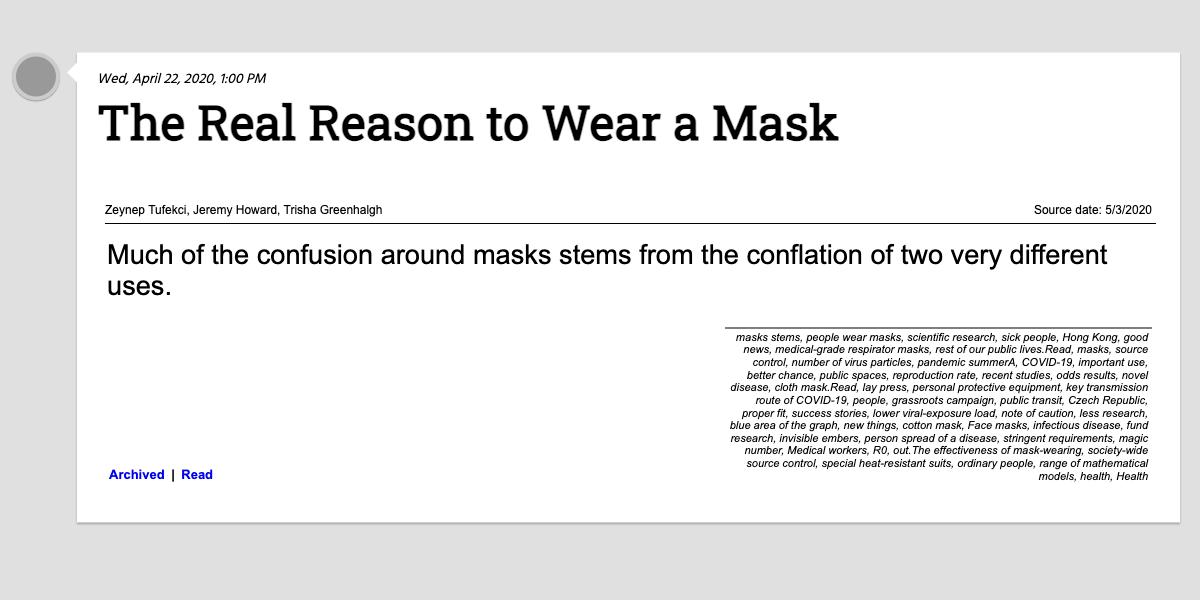 Wed, April 22, 2020, 1:00 PM
The Real Reason to Wear a Mask
Zeynep Tufekci, Jeremy Howard, Trisha Greenhalgh
Source date: 5/3/2020
Much of the confusion around masks stems from the conflation of two very different
uses.
masks stems, people wear masks, scientific research, sick people, Hong Kong, good
news, medical-grade respirator masks, rest of our public lives.Read, masks, source
control, number of virus particles, pandemic summerA, COVID-19, important use,
better chance, public spaces, reproduction rate, recent studies, odds results, novel
disease, cloth mask.Read, lay press, personal protective equipment, key transmission
route of COVID-19, people, grassroots campaign, public transit, Czech Republic,
proper fit, success stories, lower viral-exposure load, note of caution, less research,
blue area of the graph, new things, cotton mask, Face masks, infectious disease, fund
research, invisible embers, person spread of a disease, stringent requirements, magic
number, Medical workers, R0, out.The effectiveness of mask-wearing, society-wide
source control, special heat-resistant suits, ordinary people, range of mathematical
models, health, Health
Archived | Read